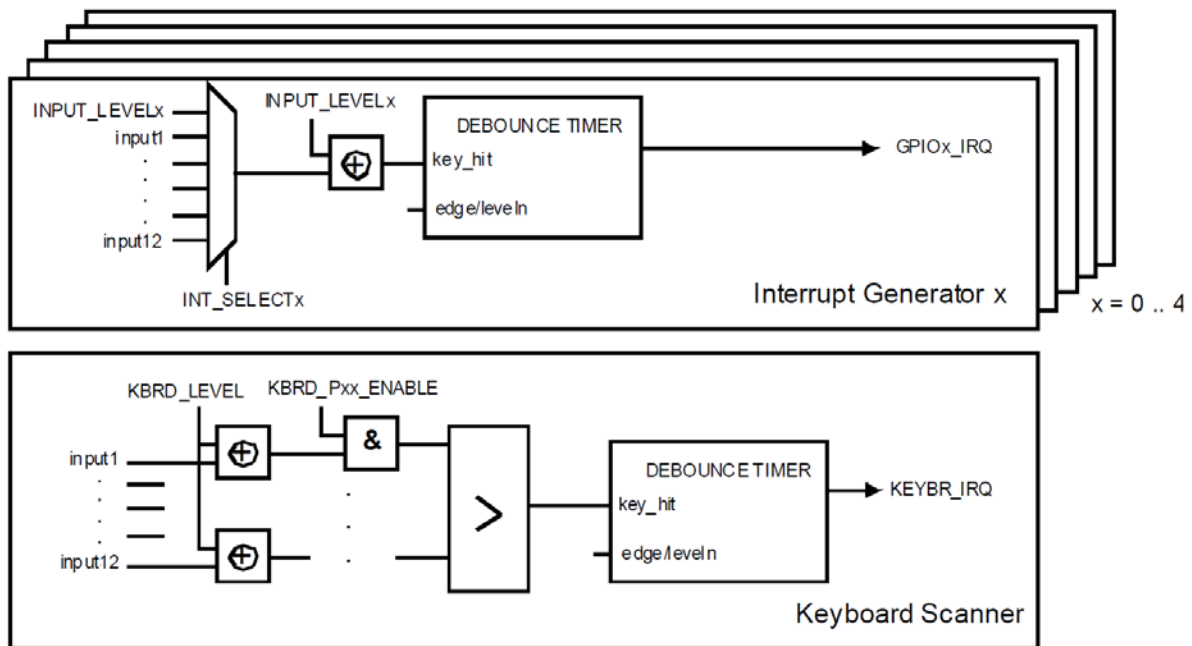 INPUT_LEVELx
INPUT_LEVELx
input1
input12
INT_SELECTx
DEBOUNCE TIMER
key_hit
edge/leveln
GPIOx_IRQ
Interrupt Generator x
x = 0 .. 4
KBRD_LEVEL
KBRD_Pxx_ENABLE
input1
input12
&
>
DEBOUNCE TIMER
key_hit
edge/leveln
KEYBR_IRQ
Keyboard Scanner